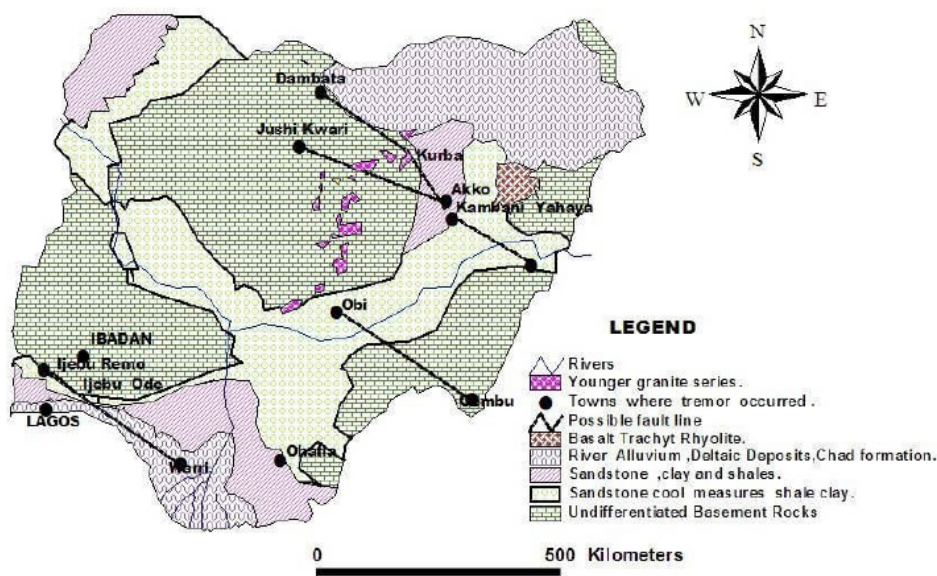 N
W E
S
Dambata
Jushi Kwari
Kurba
Akko
Kambani Yahaya
Obi
IBADAN
Ijebu Remo
Ijebu Ode
LAGOS
Warri
Ohafia
Gembu
LEGEND
Rivers
Younger granite series.
Towns where tremor occurred.
Possible fault line
Basalt Trachyt Rhyolite.
River Alluvium ,Deltaic Deposits,Chad formation.
Sandstone ,clay and shales.
Sandstone cool measures shale clay.
Undifferentiated Basement Rocks
0 500 Kilometers